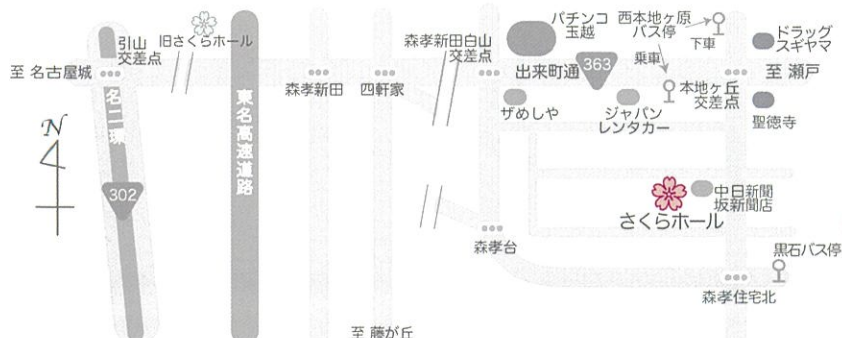 引山
交差点
旧さくらホール
至 名古屋城
名二環
302
N
東名高速道路
森孝新田
四軒家
森孝新田白山
交差点
パチンコ
玉越
出来町通
363
西本地ヶ原
バス停
下車
乗車
ドラッグ
スギヤマ
至 瀬戸
本地ヶ丘
交差点
ザめしや
ジャパン
レンタカー
聖徳寺
中日新聞
坂新聞店
さくらホール
森孝台
黒石バス停
森孝住宅北
至 藤が丘